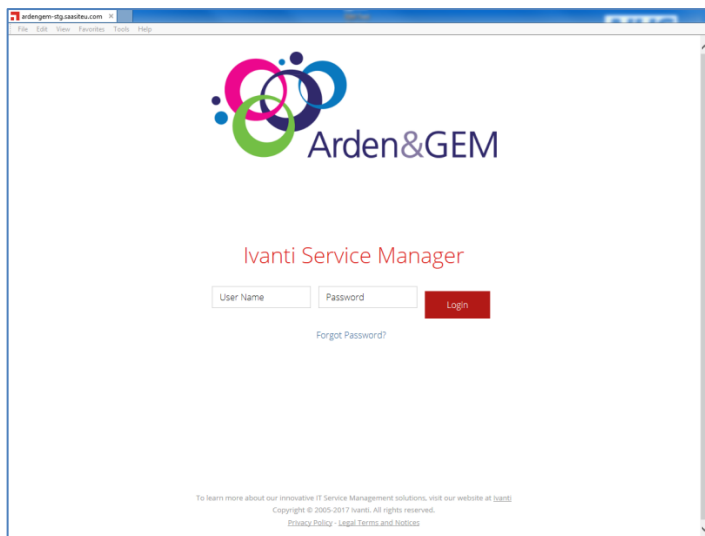 ardengem-stg.saasiteu.com
File Edit View Favorites Tools Help
Arden&GEM
Ivanti Service Manager
User Name Password Login
Forgot Password?
To learn more about our innovative IT Service Management solutions, visit our website at Ivanti
Copyright © 2005-2017 Ivanti. All rights reserved.
Privacy Policy - Legal Terms and Notices